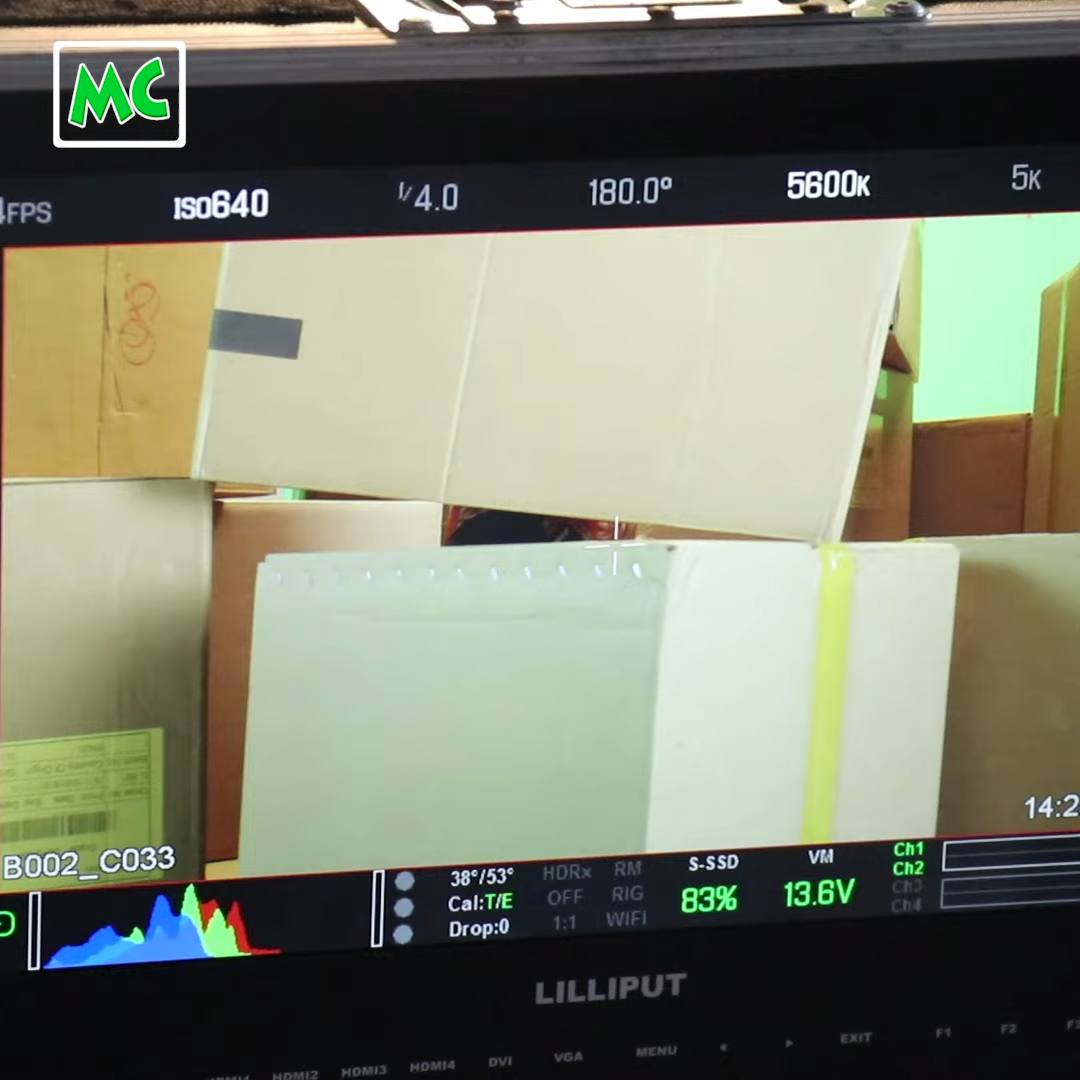 MC
FPS ISO640 f/4.0 180.0° 5600K 5K
14:2
B002_C033
38°/53° HDRx RM S-SSD VM Ch1
Cal:T/E OFF RIG 83% 13.6V Ch2
Drop:0 1:1 WIFI Ch3
Ch4
LILLIPUT
HDMI2 HDMI3 HDMI4 DVI VGA MENU EXIT F1 F2